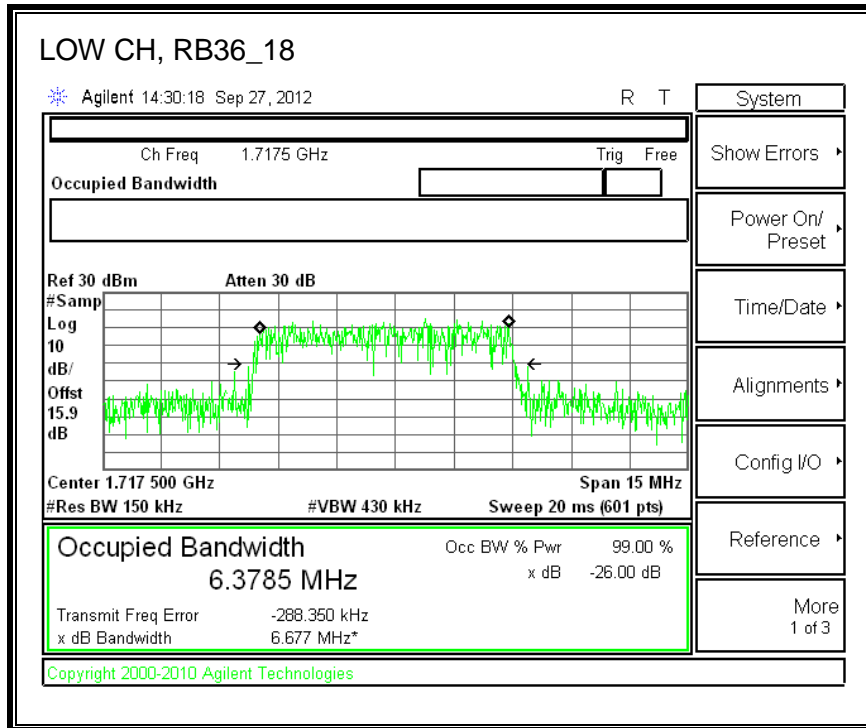 LOW CH, RB36_18
Agilent 14:30:18 Sep 27, 2012 R T
System
Ch Freq 1.7175 GHz Trig Free
Occupied Bandwidth
Show Errors
Power On/
Preset
Time/Date
Alignments
Config I/O
Reference
More
1 of 3
Ref 30 dBm Atten 30 dB
#Samp
Log
10
dB/
Offst
15.9
dB
Center 1.717 500 GHz Span 15 MHz
#Res BW 150 kHz #VBW 430 kHz Sweep 20 ms (601 pts)
Occupied Bandwidth Occ BW % Pwr 99.00 %
6.3785 MHz x dB -26.00 dB
Transmit Freq Error -288.350 kHz
x dB Bandwidth 6.677 MHz*
Copyright 2000-2010 Agilent Technologies